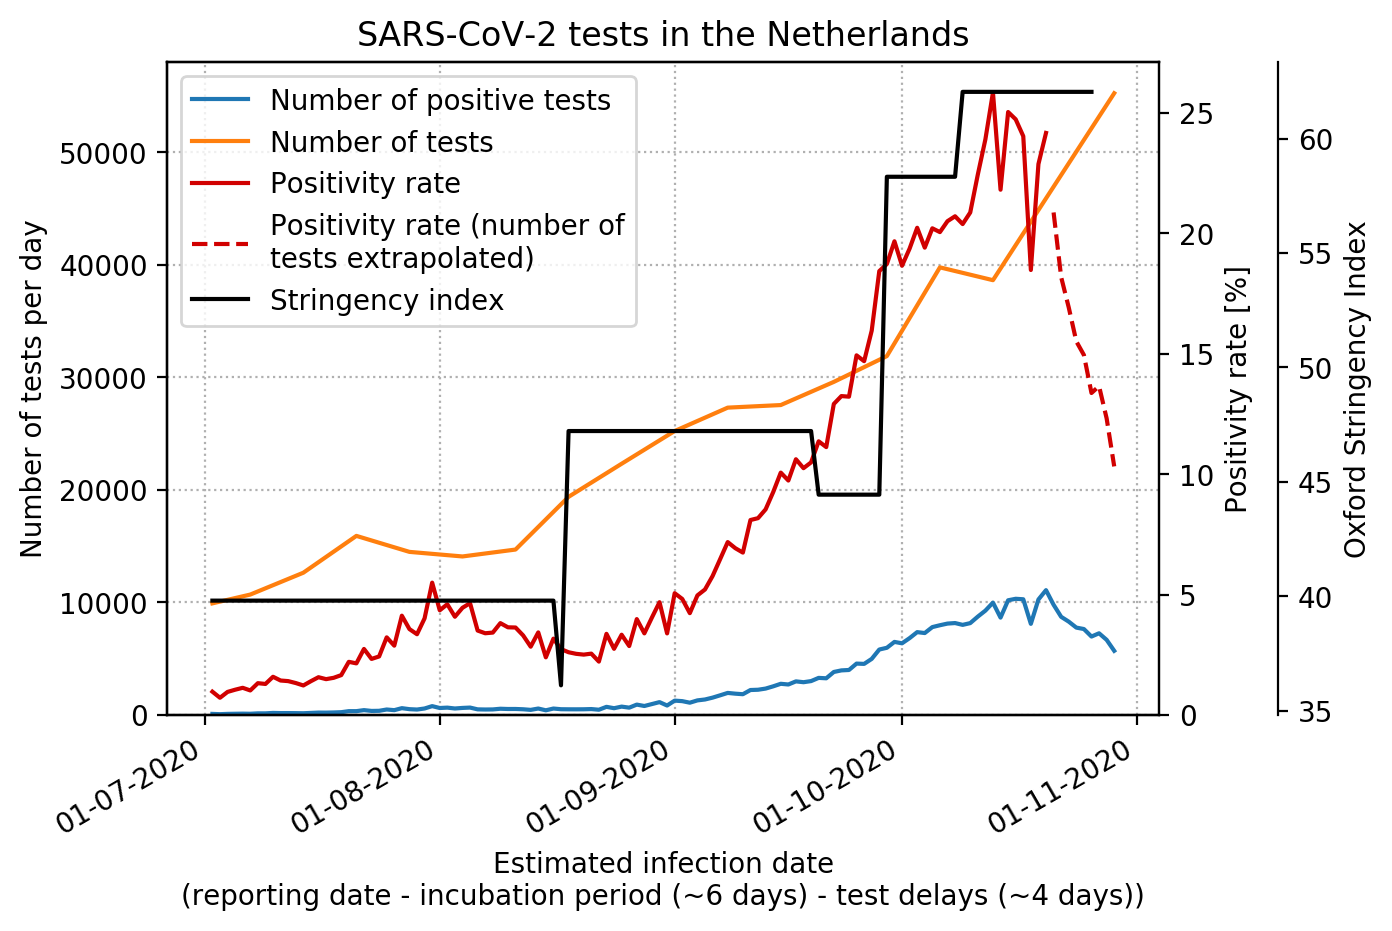 SARS-CoV-2 tests in the Netherlands
Number of positive tests
Number of tests
Positivity rate
Positivity rate (number of
tests extrapolated)
Stringency index
Number of tests per day
50000
40000
30000
20000
10000
0
25
20
15
10
5
0
Positivity rate [%]
60
55
50
45
40
35
Oxford Stringency Index
01-07-2020
01-08-2020
01-09-2020
01-10-2020
01-11-2020
Estimated infection date
(reporting date - incubation period (~6 days) - test delays (~4 days))